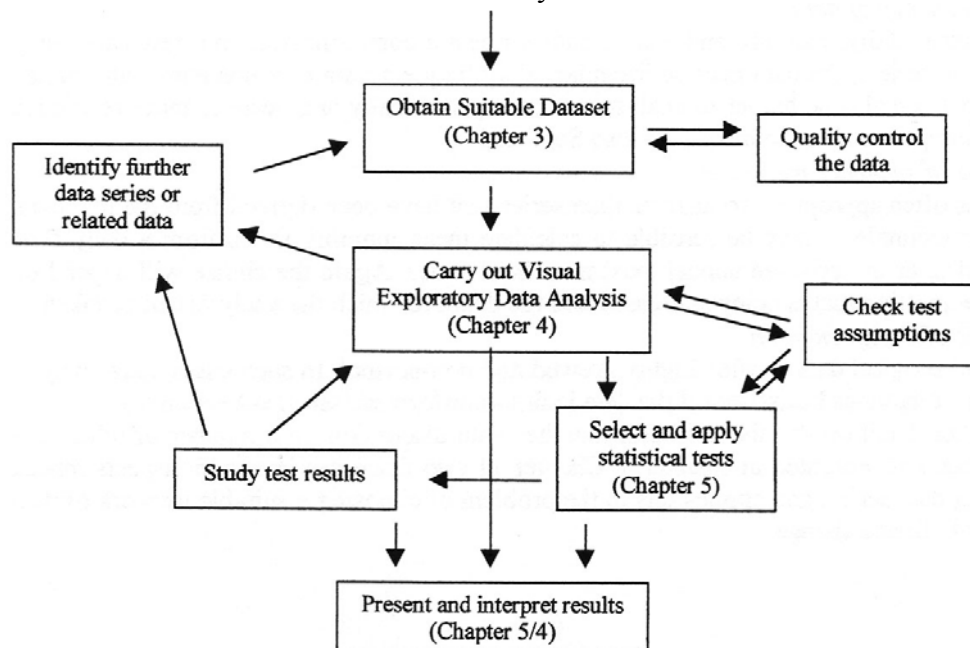 Obtain Suitable Dataset
(Chapter 3)
Quality control
the data
Identify further
data series or
related data
Carry out Visual
Exploratory Data Analysis
(Chapter 4)
Check test
assumptions
Select and apply
statistical tests
(Chapter 5)
Study test results
Present and interpret results
(Chapter 5/4)